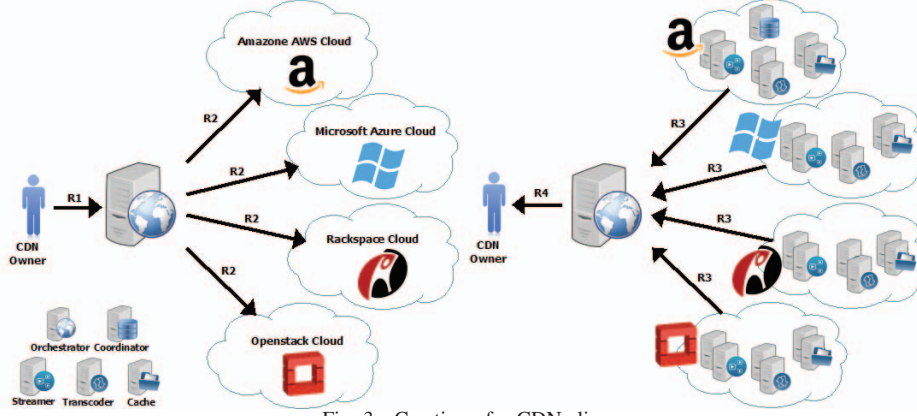 Amazone AWS Cloud
a
R2
Microsoft Azure Cloud
R2
R1
CDN
Owner
R2
Rackspace Cloud
R2
Openstack Cloud
Orchestrator Coordinator
Streamer Transcoder Cache
a
R3
R3
R4
CDN
Owner
R3
R3